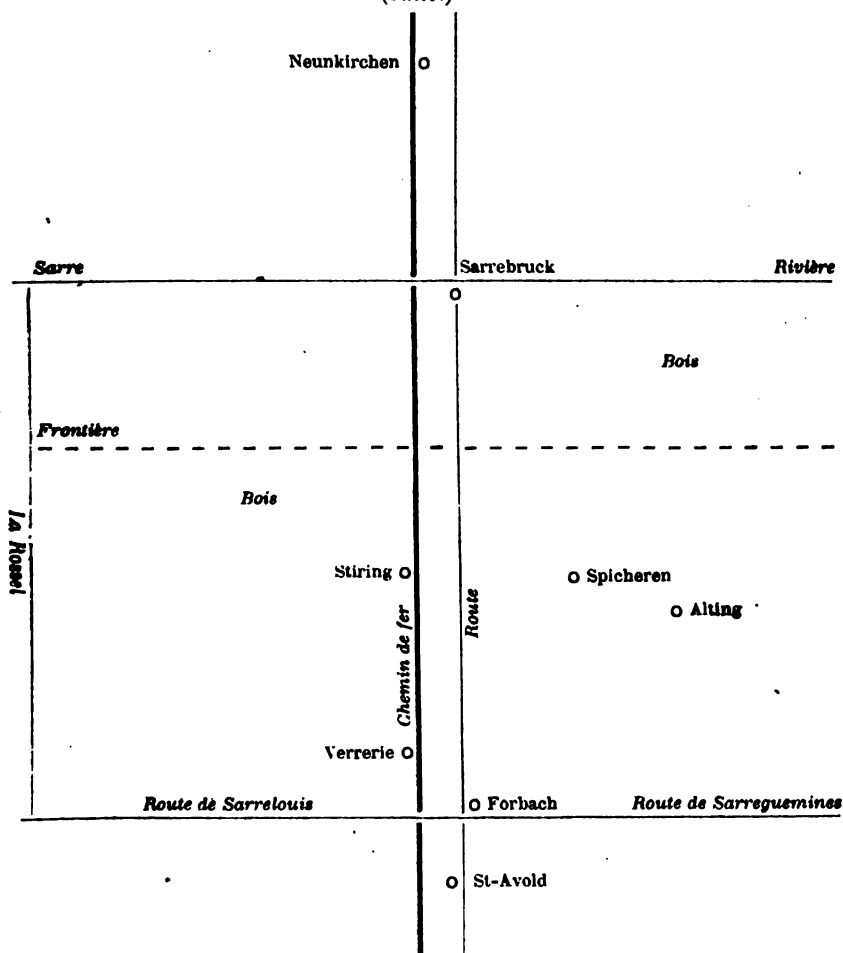 Neunkirchen
Sarre
Sarrebruck
Rivière
Bois
Frontière
Bois
La Rossel
Stiring
Spicheren
Alting
Chemin de fer
Route
Verrerie
Route dè Sarrelouis
Forbach
Route de Sarreguemines
St-Avold